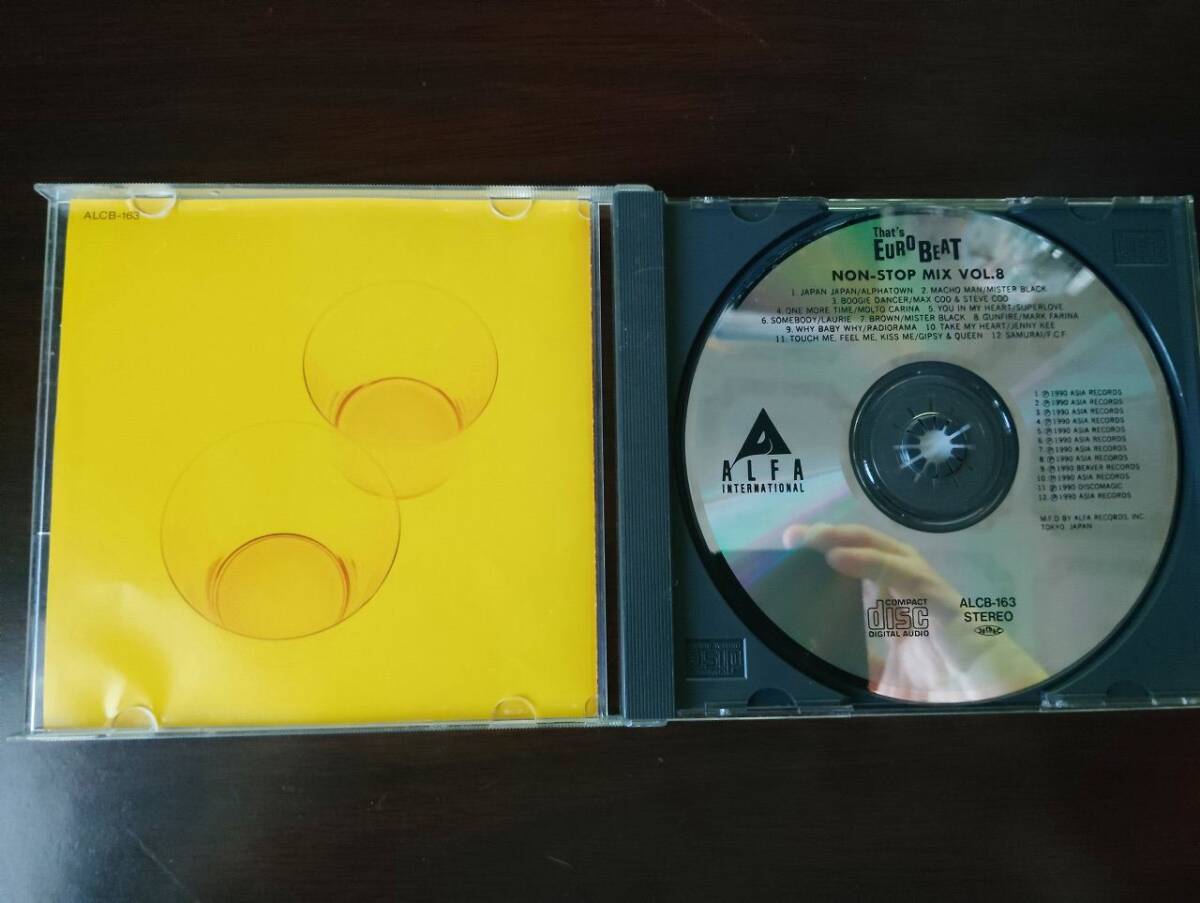 ALCB-163
That's
EURO BEAT
NON-STOP MIX VOL.8
1. JAPAN JAPAN/ALPHATOWN 2. MACHO MAN/MISTER BLACK
3. BOOGIE DANCER/MAX COO & STEVE COO
4. ONE MORE TIME/MOLTO CARINA 5. YOU IN MY HEART/SUPERLOVE
6. SOMEBODY/LAURIE 7. BROWN/MISTER BLACK 8. GUNFIRE/MARK FARINA
9. WHY BABY WHY/RADIORAMA 10. TAKE MY HEART/JENNY KEE
11. TOUCH ME, FEEL ME, KISS ME/GIPSY & QUEEN 12. SAMURAI/F.C.F.
1 ℗1990 ASIA RECORDS
2 ℗1990 ASIA RECORDS
3 ℗1990 ASIA RECORDS
4. ℗1990 ASIA RECORDS
5. ℗1990 ASIA RECORDS
6. ℗1990 ASIA RECORDS
7. ℗1990 ASIA RECORDS
8. ℗1990 ASIA RECORDS
9. ℗1990 BEAVER RECORDS
10. ℗1990 ASIA RECORDS
11. ℗1990 DISCOMAGIC
12. ℗1990 ASIA RECORDS
M.F.D BY ALFA RECORDS, INC.
TOKYO, JAPAN
ALFA
INTERNATIONAL
COMPACT
disc
DIGITAL AUDIO
ALCB-163
STEREO
JASRAC